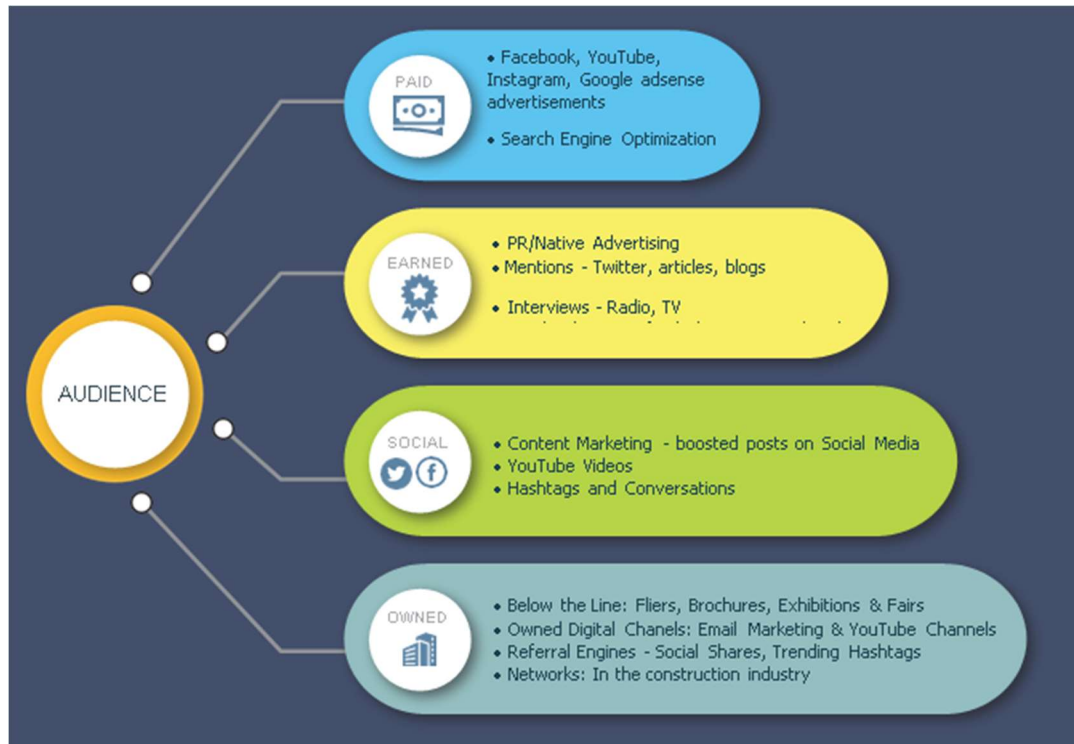 PAID
• Facebook, YouTube,
Instagram, Google adsense
advertisements
• Search Engine Optimization
EARNED
• PR/Native Advertising
• Mentions - Twitter, articles, blogs
• Interviews - Radio, TV
AUDIENCE
SOCIAL
• Content Marketing - boosted posts on Social Media
• YouTube Videos
• Hashtags and Conversations
OWNED
• Below the Line: Fliers, Brochures, Exhibitions & Fairs
• Owned Digital Chanels: Email Marketing & YouTube Channels
• Referral Engines - Social Shares, Trending Hashtags
• Networks: In the construction industry